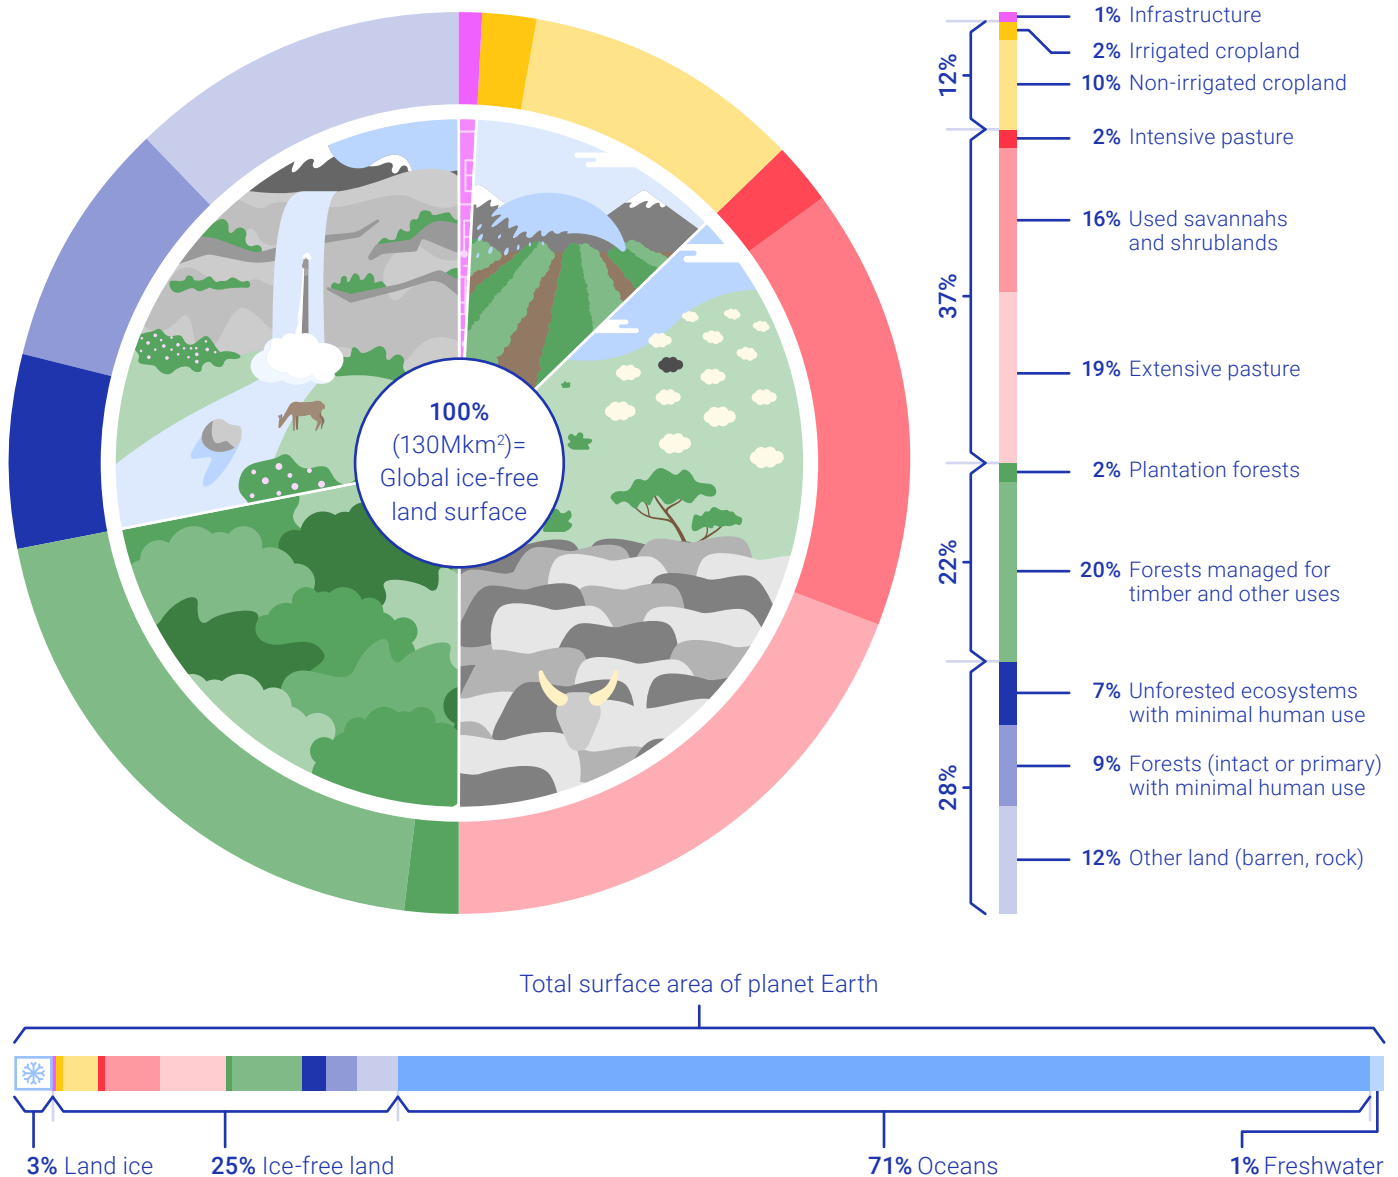 1% Infrastructure
2% Irrigated cropland
10% Non-irrigated cropland
12%
2% Intensive pasture
16% Used savannahs
and shrublands
19% Extensive pasture
37%
2% Plantation forests
20% Forests managed for
timber and other uses
22%
7% Unforested ecosystems
with minimal human use
9% Forests (intact or primary)
with minimal human use
12% Other land (barren, rock)
28%
100%
(130Mkm²)=
Global ice-free
land surface
Total surface area of planet Earth
3% Land ice
25% Ice-free land
71% Oceans
1% Freshwater